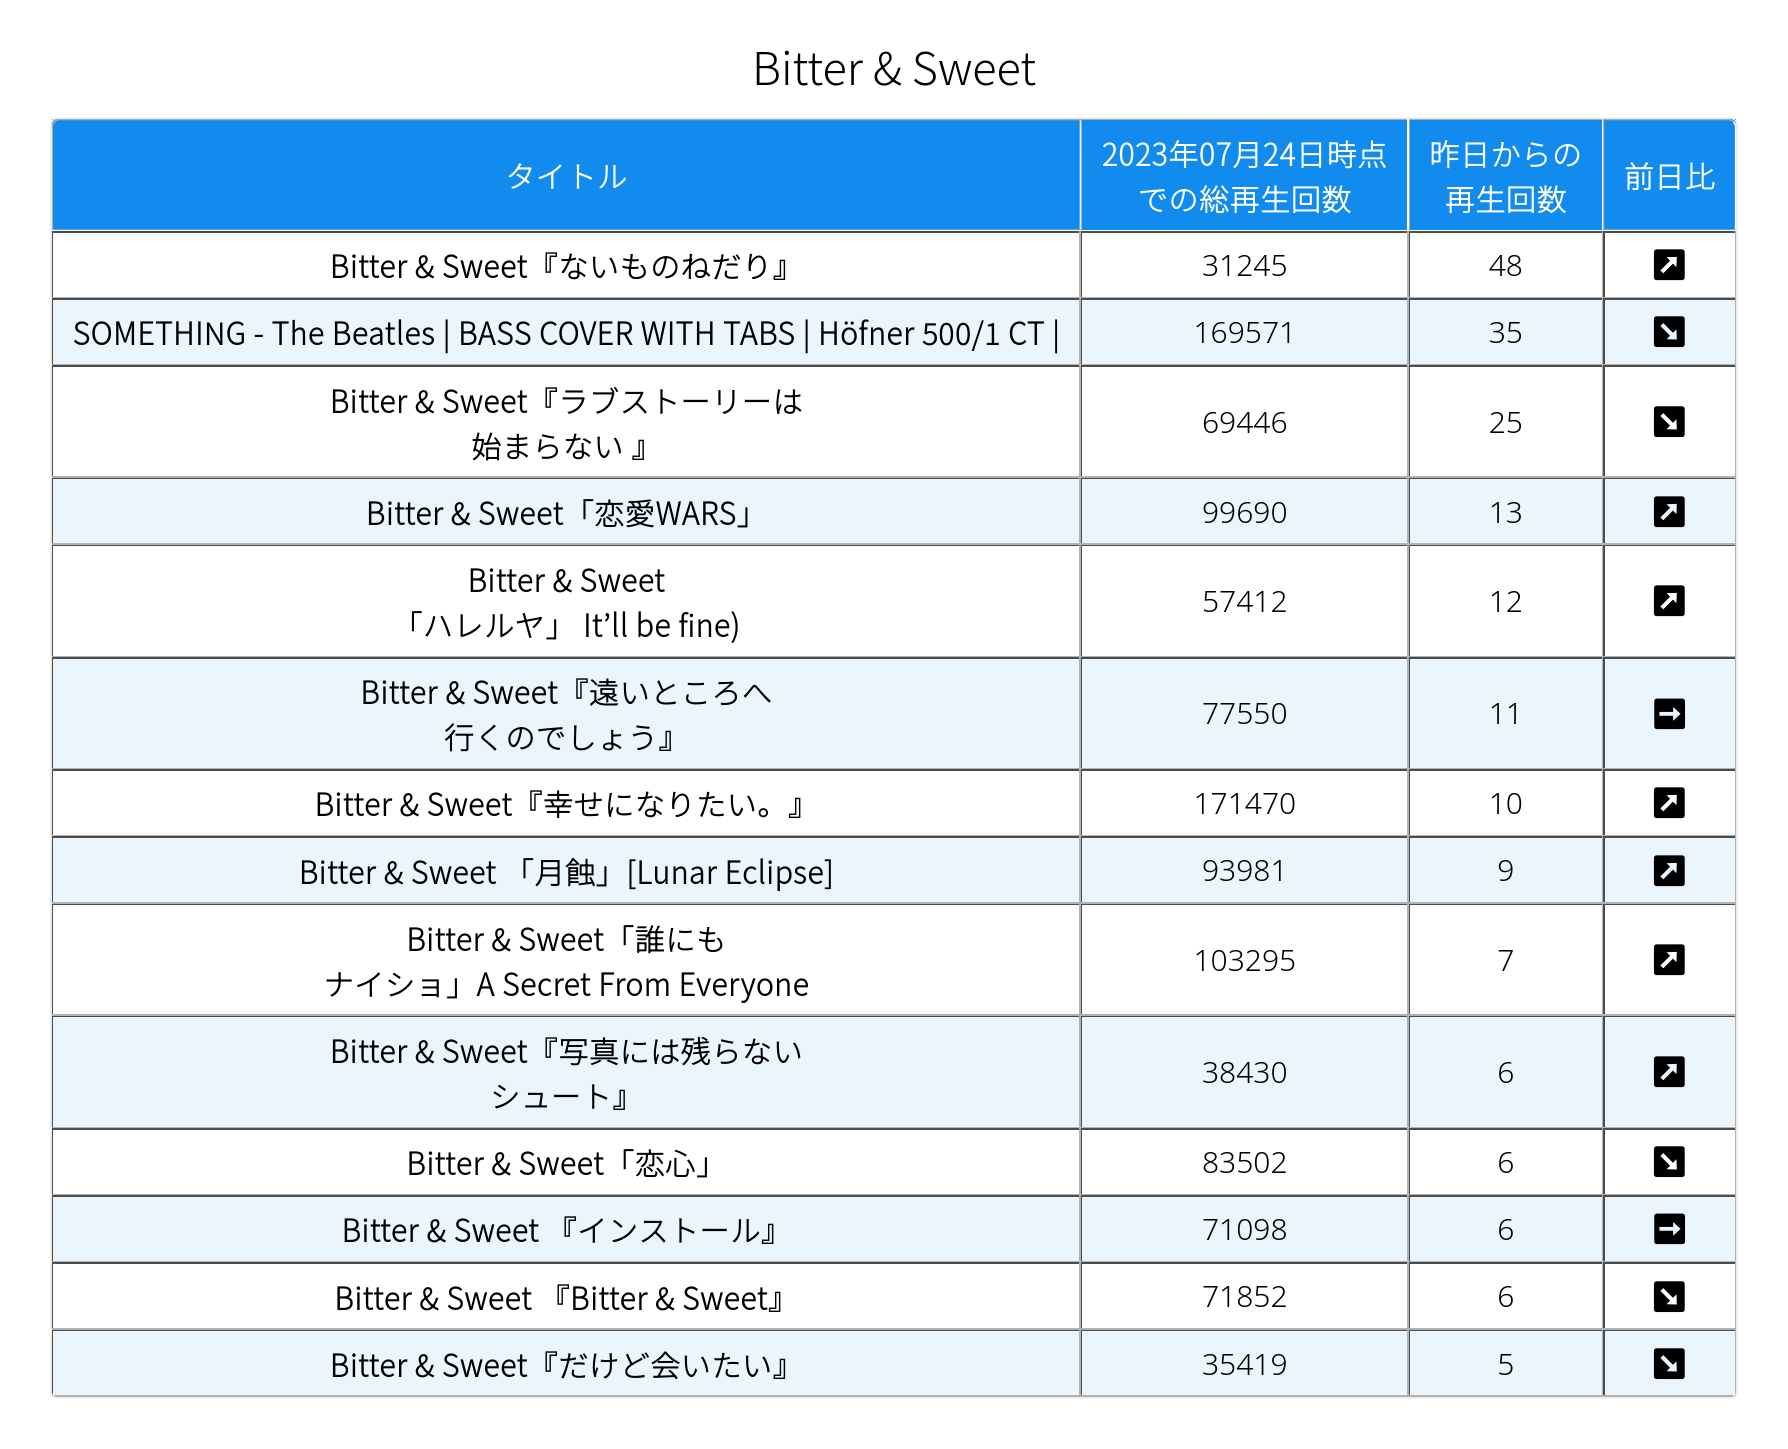 Bitter & Sweet
タイトル
2023年07月24日時点
での総再生回数
昨日からの
再生回数
前日比
Bitter & Sweet『ないものねだり』
31245
48
SOMETHING - The Beatles | BASS COVER WITH TABS | Höfner 500/1 CT |
169571
35
Bitter & Sweet『ラブストーリーは
始まらない 』
69446
25
Bitter & Sweet「恋愛WARS」
99690
13
Bitter & Sweet
「ハレルヤ」 It’ll be fine)
57412
12
Bitter & Sweet『遠いところへ
行くのでしょう』
77550
11
Bitter & Sweet『幸せになりたい。』
171470
10
Bitter & Sweet 「月蝕」[Lunar Eclipse]
93981
9
Bitter & Sweet「誰にも
ナイショ」A Secret From Everyone
103295
7
Bitter & Sweet『写真には残らない
シュート』
38430
6
Bitter & Sweet「恋心」
83502
6
Bitter & Sweet 『インストール』
71098
6
Bitter & Sweet 『Bitter & Sweet』
71852
6
Bitter & Sweet『だけど会いたい』
35419
5